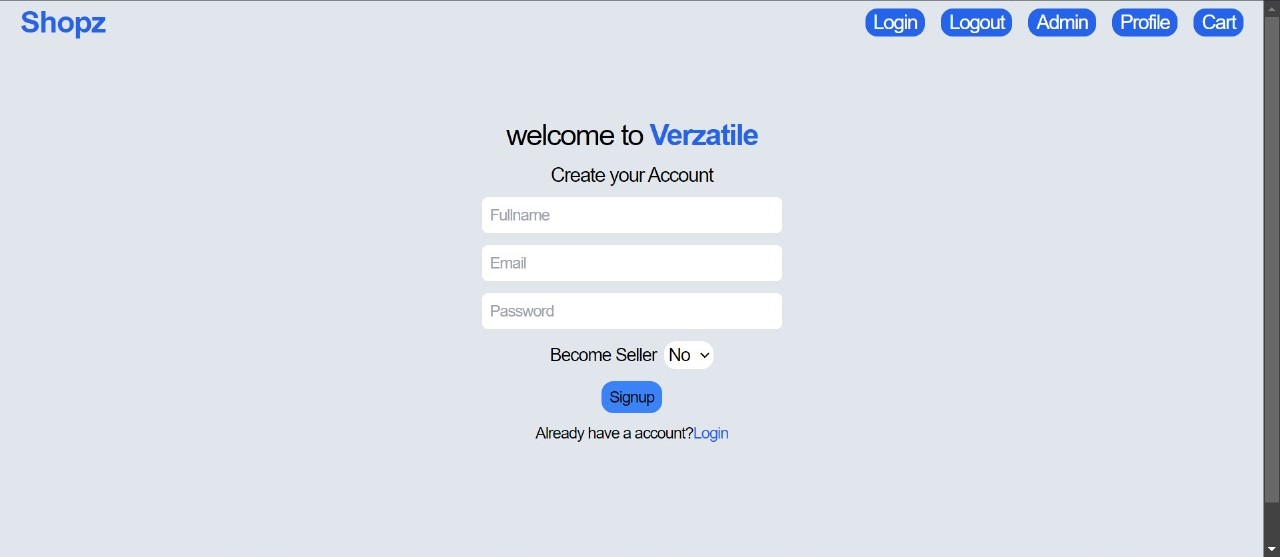 Shopz Login Logout Admin Profile Cart
welcome to Verzatile
Create your Account
Fullname
Email
Password
Become Seller No
Signup
Already have a account?Login